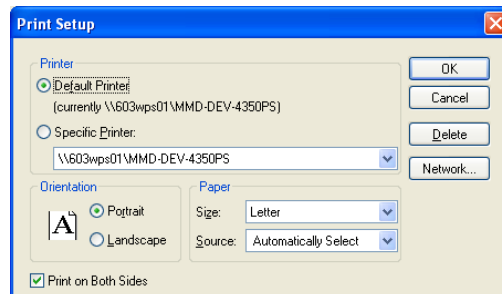 Print Setup
Printer
Default Printer
(currently \\603wps01\MMD-DEV-4350PS)
Specific Printer:
\\603wps01\MMD-DEV-4350PS
OK
Cancel
Delete
Network...
Orientation
A
Portrait
Landscape
Paper
Size: Letter
Source: Automatically Select
Print on Both Sides